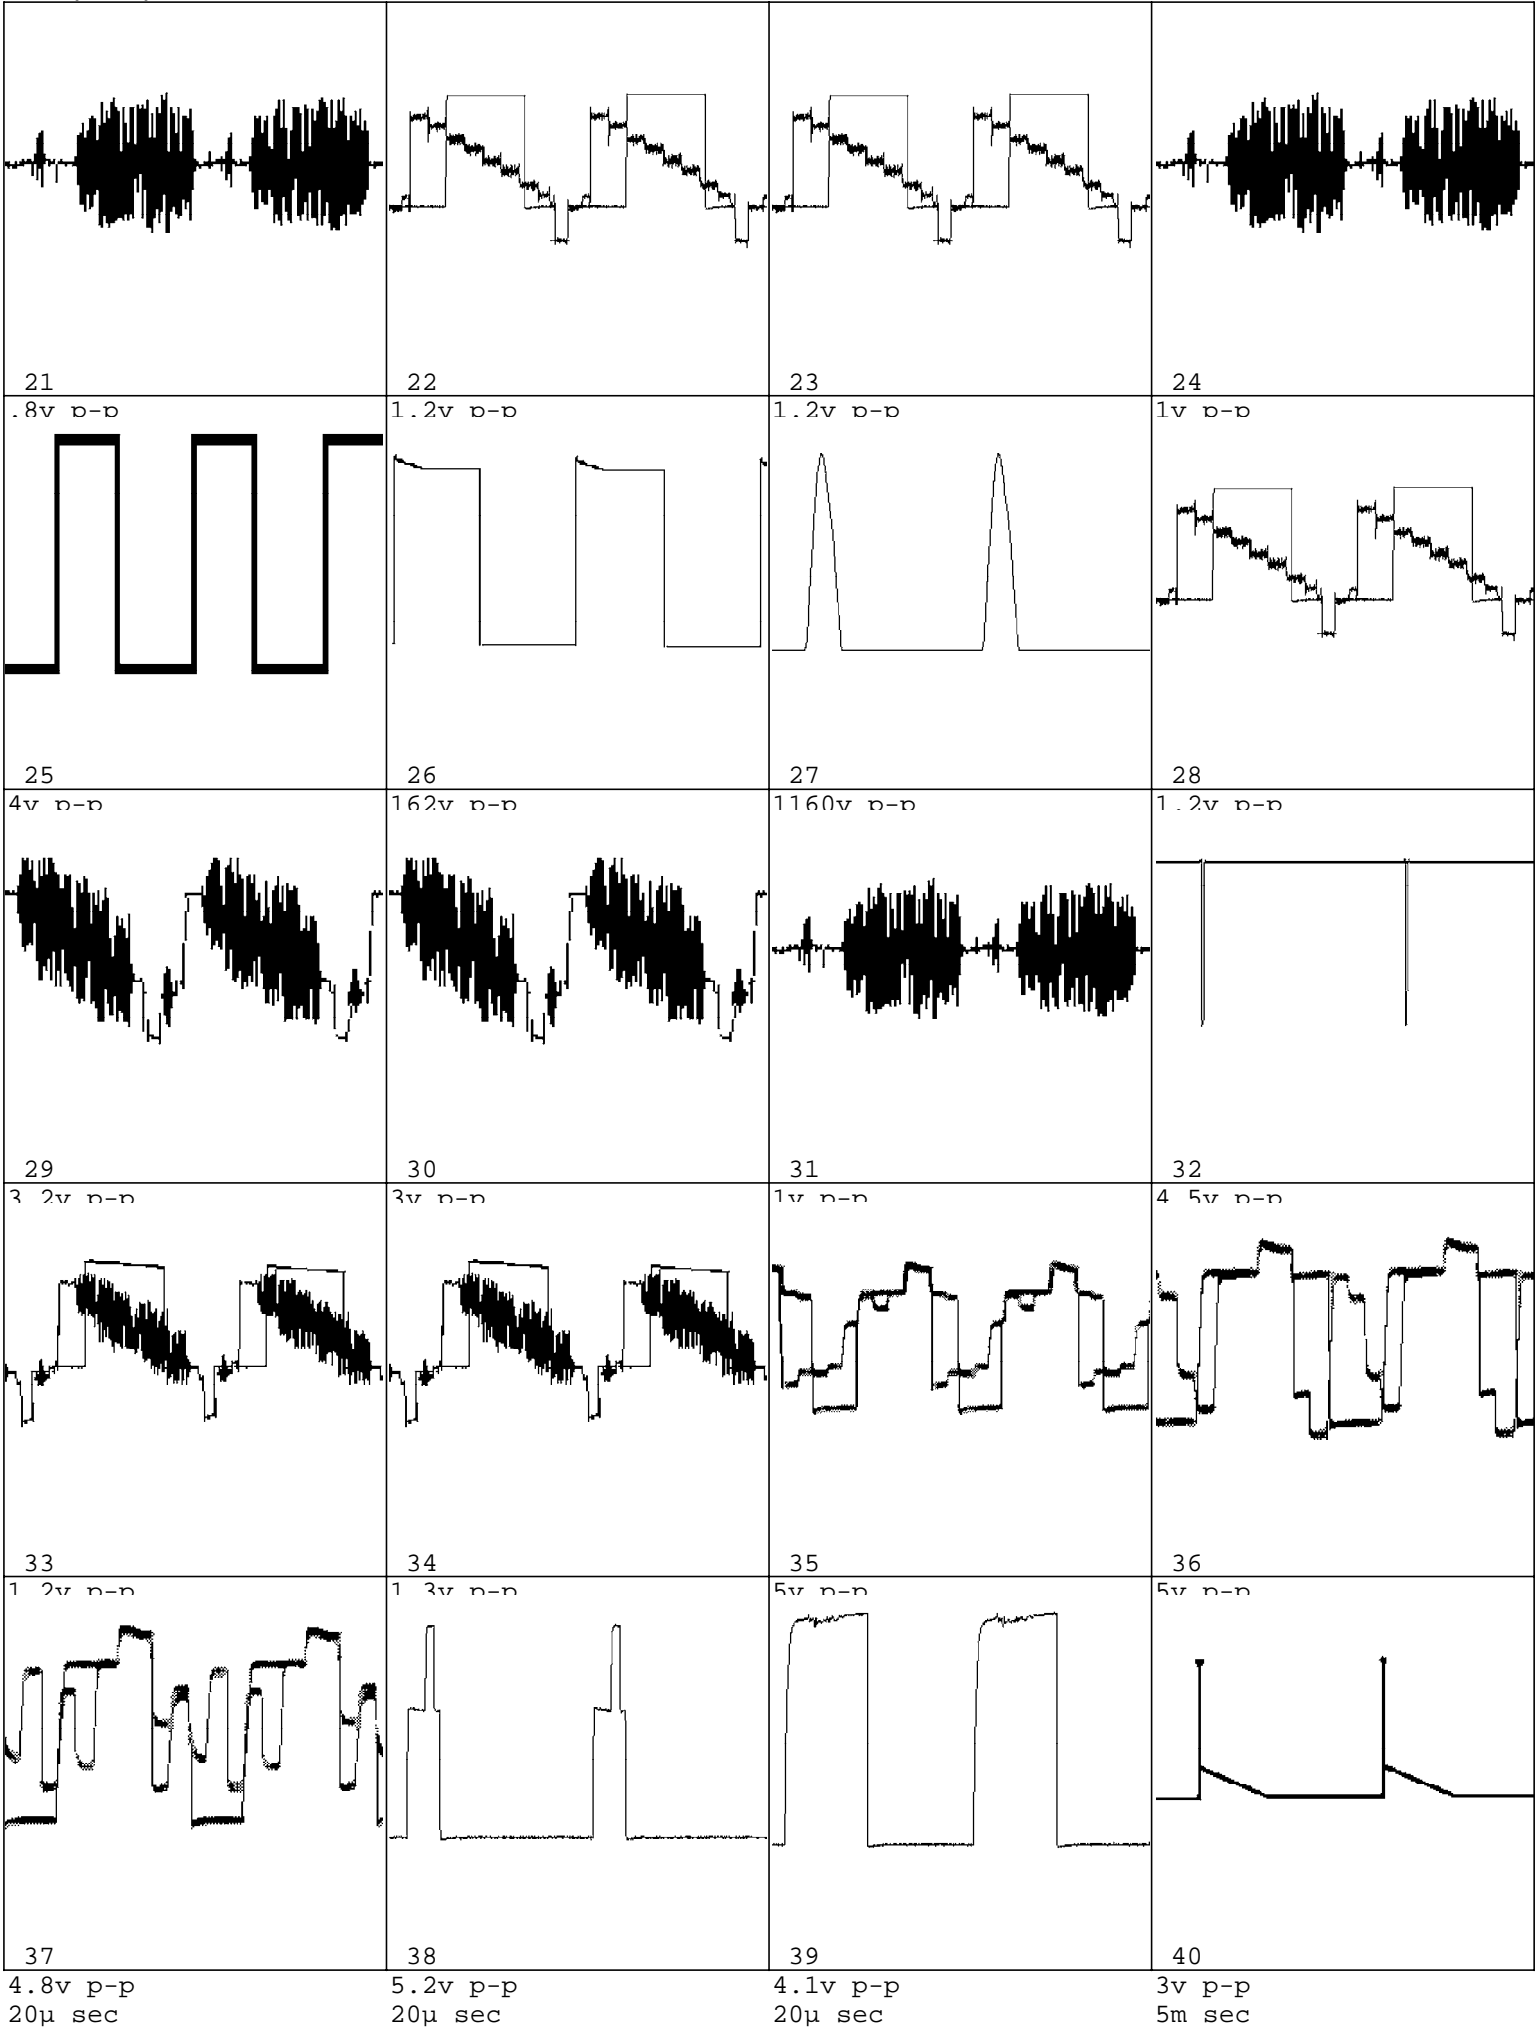 21 22 23 24
.8v p-p 1.2v p-p 1.2v p-p 1v p-p
25 26 27 28
4v p-p 162v p-p 1160v p-p 1.2v p-p
29 30 31 32
3.2v p-p 3v p-p 1v p-p 4.5v p-p
33 34 35 36
1.2v p-p 1.3v p-p 5v p-p 5v p-p
37 38 39 40
4.8v p-p 5.2v p-p 4.1v p-p 3v p-p
20µ sec 20µ sec 20µ sec 5m sec